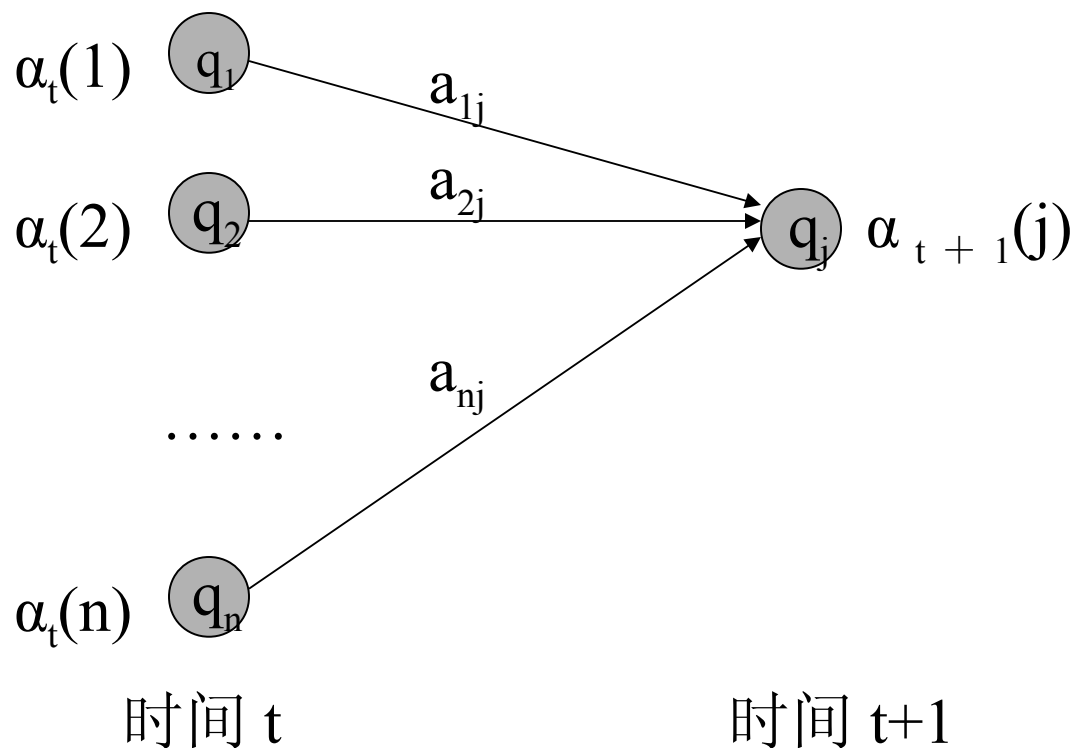 αt(1) q1 a1j
αt(2) q2 a2j qj αt+1(j)
anj
……
αt(n) qn
时间 t 时间 t+1